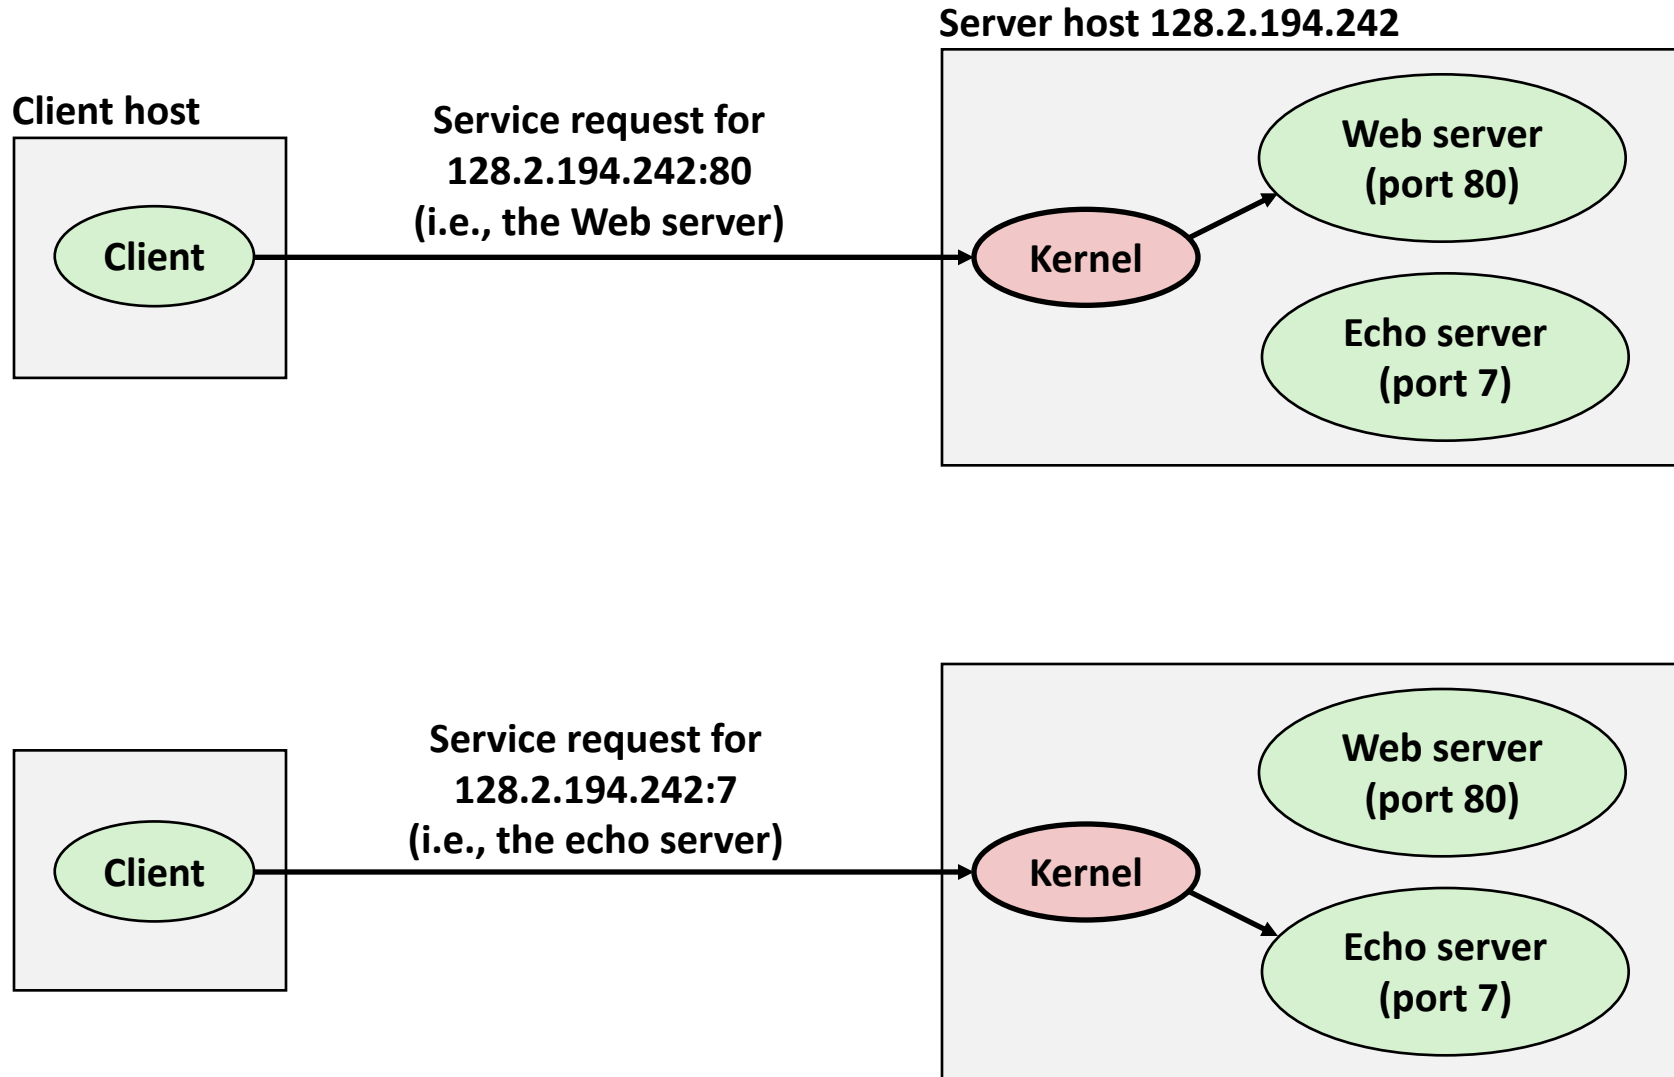 Server host 128.2.194.242
Client host
Service request for
128.2.194.242:80
(i.e., the Web server)
Client
Kernel
Web server
(port 80)
Echo server
(port 7)
Service request for
128.2.194.242:7
(i.e., the echo server)
Client
Kernel
Web server
(port 80)
Echo server
(port 7)